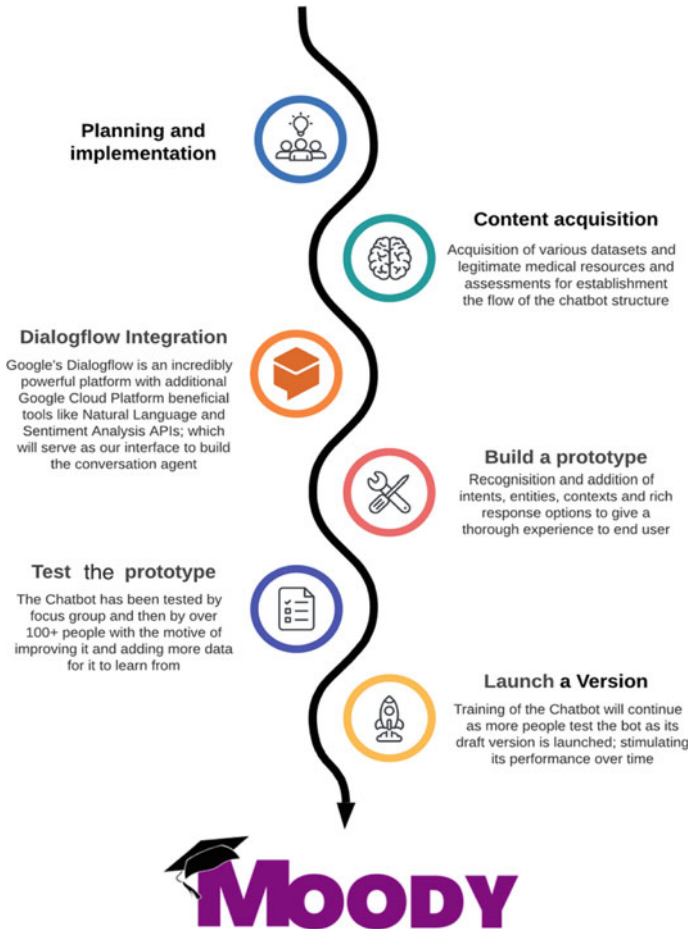 Planning and
implementation
Content acquisition
Acquisition of various datasets and
legitimate medical resources and
assessments for establishment
the flow of the chatbot structure
Dialogflow Integration
Google's Dialogflow is an incredibly
powerful platform with additional
Google Cloud Platform beneficial
tools like Natural Language and
Sentiment Analysis APIs; which
will serve as our interface to build
the conversation agent
Build a prototype
Recognisition and addition of
intents, entities, contexts and rich
response options to give a
thorough experience to end user
Test the prototype
The Chatbot has been tested by
focus group and then by over
100+ people with the motive of
improving it and adding more data
for it to learn from
Launch a Version
Training of the Chatbot will continue
as more people test the bot as its
draft version is launched; stimulating
its performance over time
MOODY